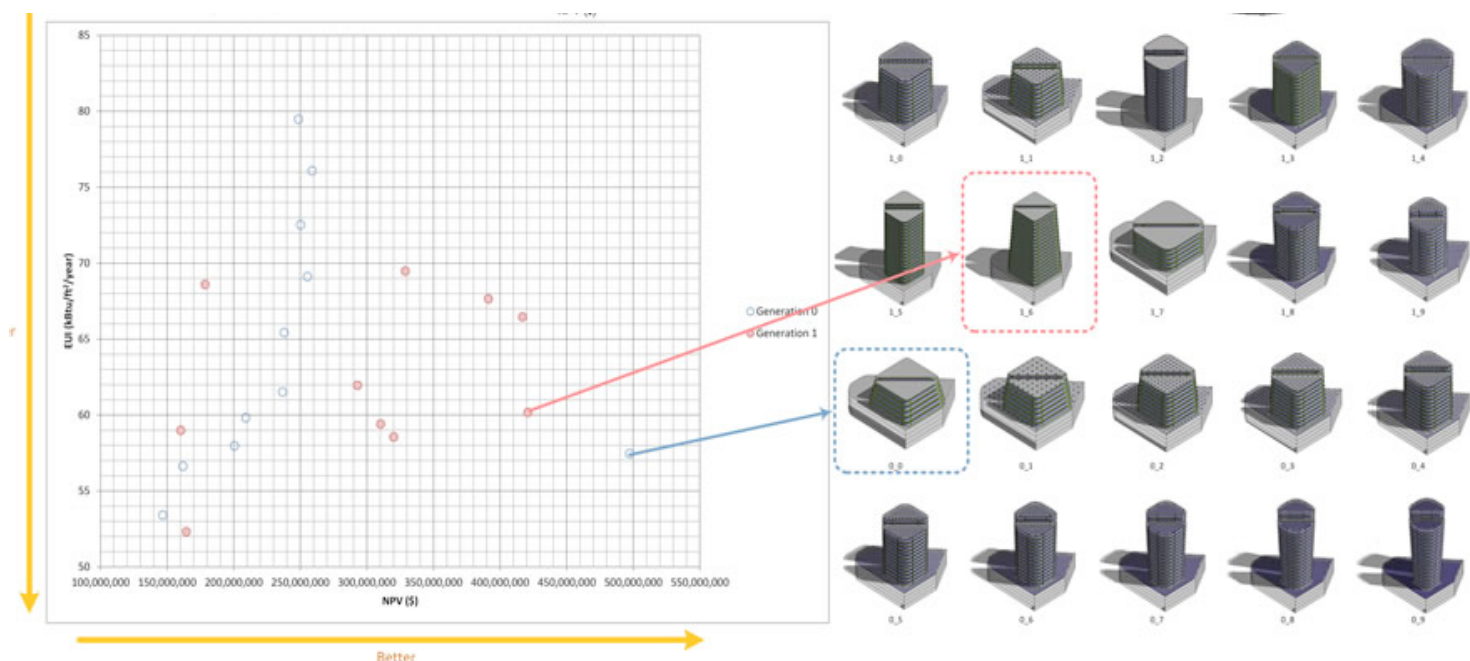 85
80
75
70
65
60
55
50
EUI (kBtu/ft²/year)
100,000,000 150,000,000 200,000,000 250,000,000 300,000,000 350,000,000 400,000,000 450,000,000 500,000,000 550,000,000
NPV ($)
Generation 0
Generation 1
Better
1_0 1_1 1_2 1_3 1_4
1_5 1_6 1_7 1_8 1_9
0_0 0_1 0_2 0_3 0_4
0_5 0_6 0_7 0_8 0_9